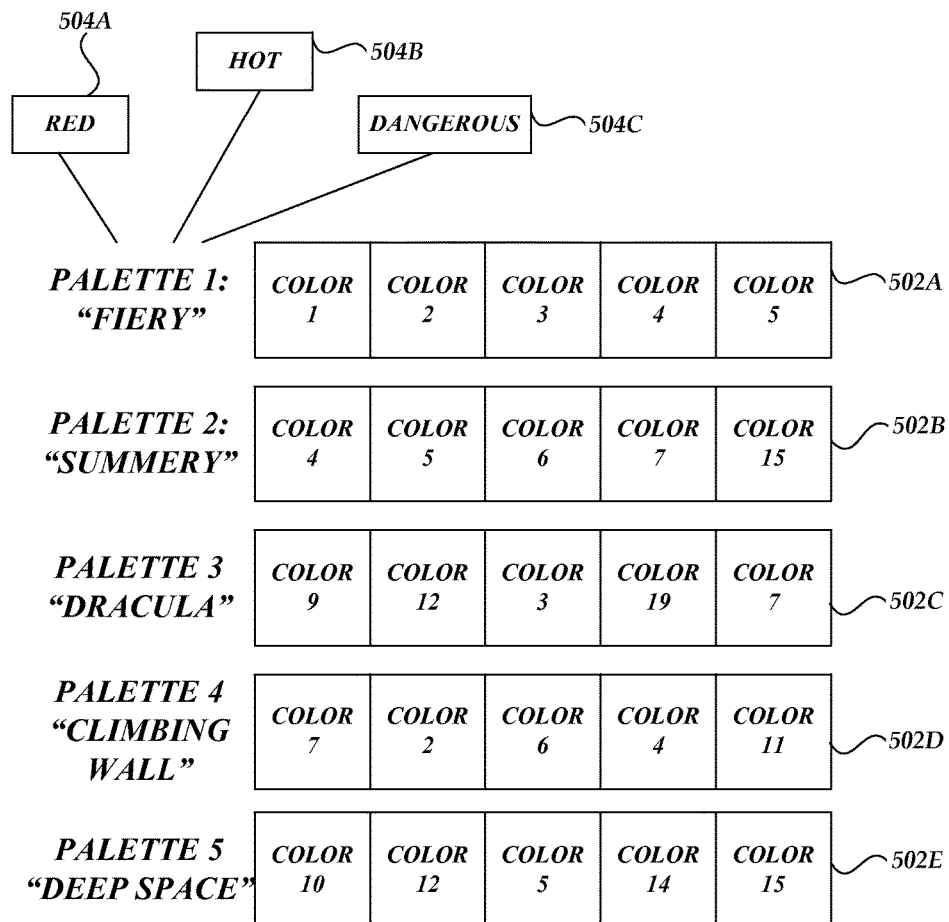 504A
HOT
504B
RED
DANGEROUS
504C
PALETTE 1:
“FIERY”
COLOR
1
COLOR
2
COLOR
3
COLOR
4
COLOR
5
502A
PALETTE 2:
“SUMMERY”
COLOR
4
COLOR
5
COLOR
6
COLOR
7
COLOR
15
502B
PALETTE 3
“DRACULA”
COLOR
9
COLOR
12
COLOR
3
COLOR
19
COLOR
7
502C
PALETTE 4
“CLIMBING
WALL”
COLOR
7
COLOR
2
COLOR
6
COLOR
4
COLOR
11
502D
PALETTE 5
“DEEP SPACE”
COLOR
10
COLOR
12
COLOR
5
COLOR
14
COLOR
15
502E